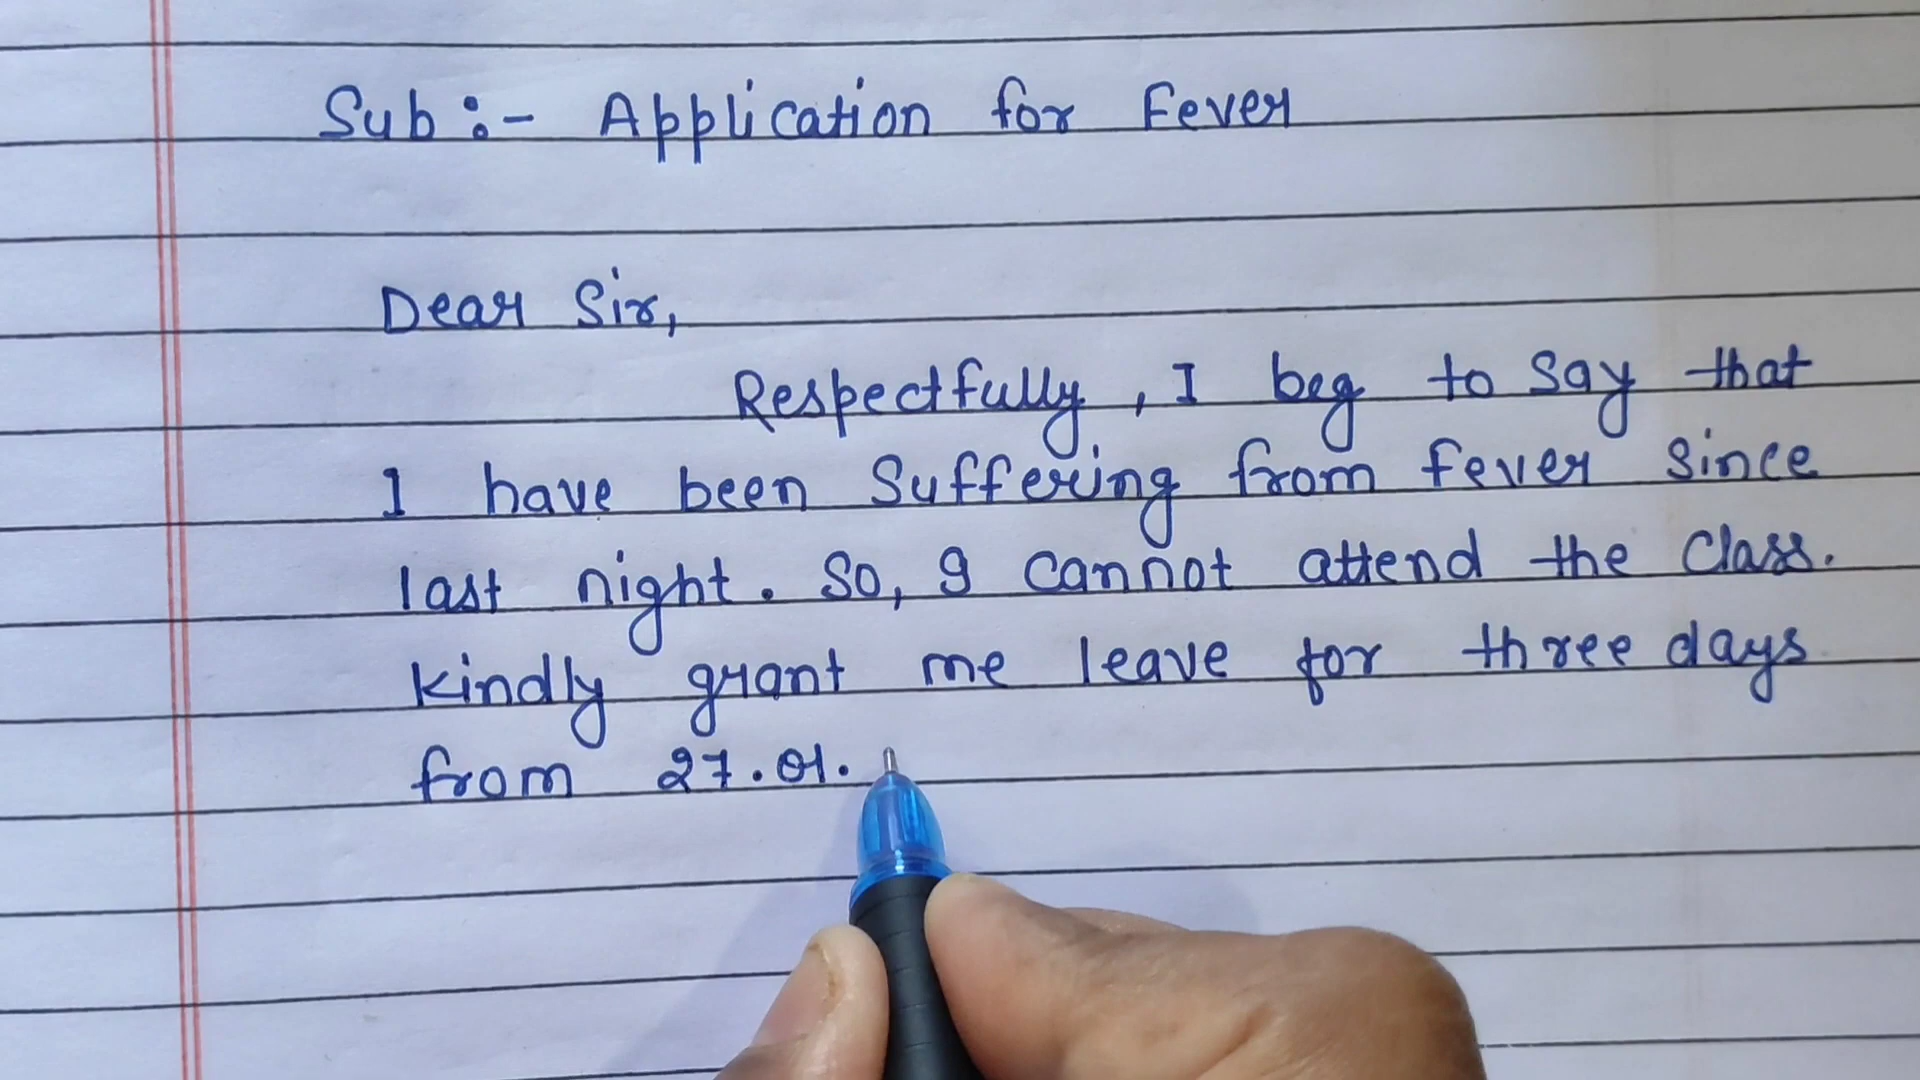 Sub :- Application for Fever
Dear Sir,
Respectfully, I beg to say that
I have been Suffering from fever since
last night. So, I cannot attend the class.
kindly grant me leave for three days
from 27.01.